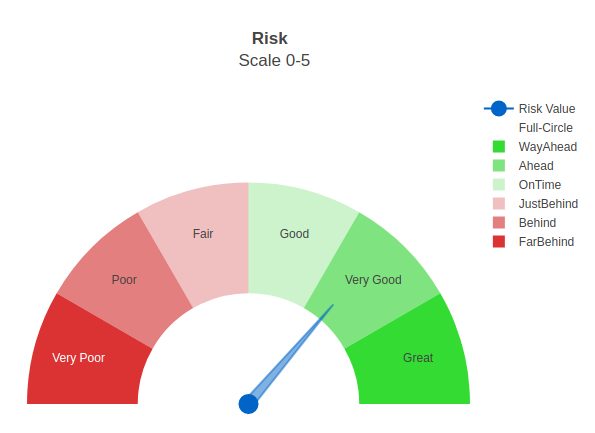 Risk
Scale 0-5
Risk Value
Full-Circle
WayAhead
Ahead
OnTime
JustBehind
Behind
FarBehind
Fair
Good
Poor
Very Good
Very Poor
Great